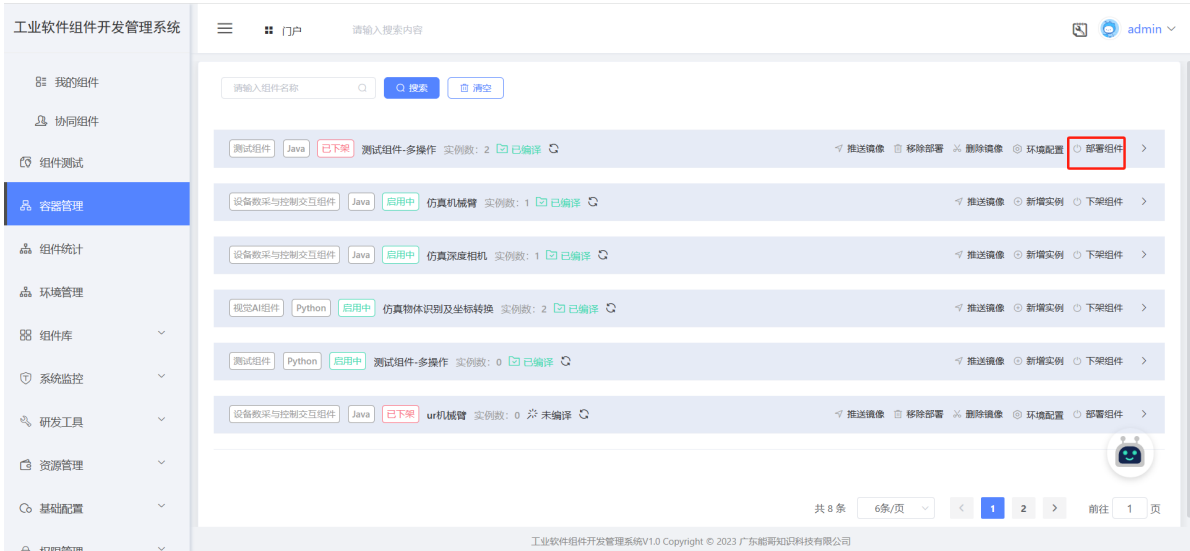 工业软件组件开发管理系统
门户
请输入搜索内容
admin
我的组件
协同组件
组件测试
容器管理
组件统计
环境管理
组件库
系统监控
研发工具
资源管理
基础配置
权限管理
请输入组件名称 搜索 清空
测试组件 Java 已下架 测试组件-多操作 实例数: 2 已编译 推送镜像 移除部署 删除镜像 环境配置 部署组件
设备数采与控制交互组件 Java 启用中 仿真机械臂 实例数: 1 已编译 推送镜像 新增实例 下架组件
设备数采与控制交互组件 Java 启用中 仿真深度相机 实例数: 1 已编译 推送镜像 新增实例 下架组件
视觉AI组件 Python 启用中 仿真物体识别及坐标转换 实例数: 2 已编译 推送镜像 新增实例 下架组件
测试组件 Python 启用中 测试组件-多操作 实例数: 0 已编译 推送镜像 新增实例 下架组件
设备数采与控制交互组件 Java 已下架 ur机械臂 实例数: 0 未编译 推送镜像 移除部署 删除镜像 环境配置 部署组件
共 8 条 6条/页 1 2 前往 1 页
工业软件组件开发管理系统V1.0 Copyright © 2023 广东能哥知识科技有限公司